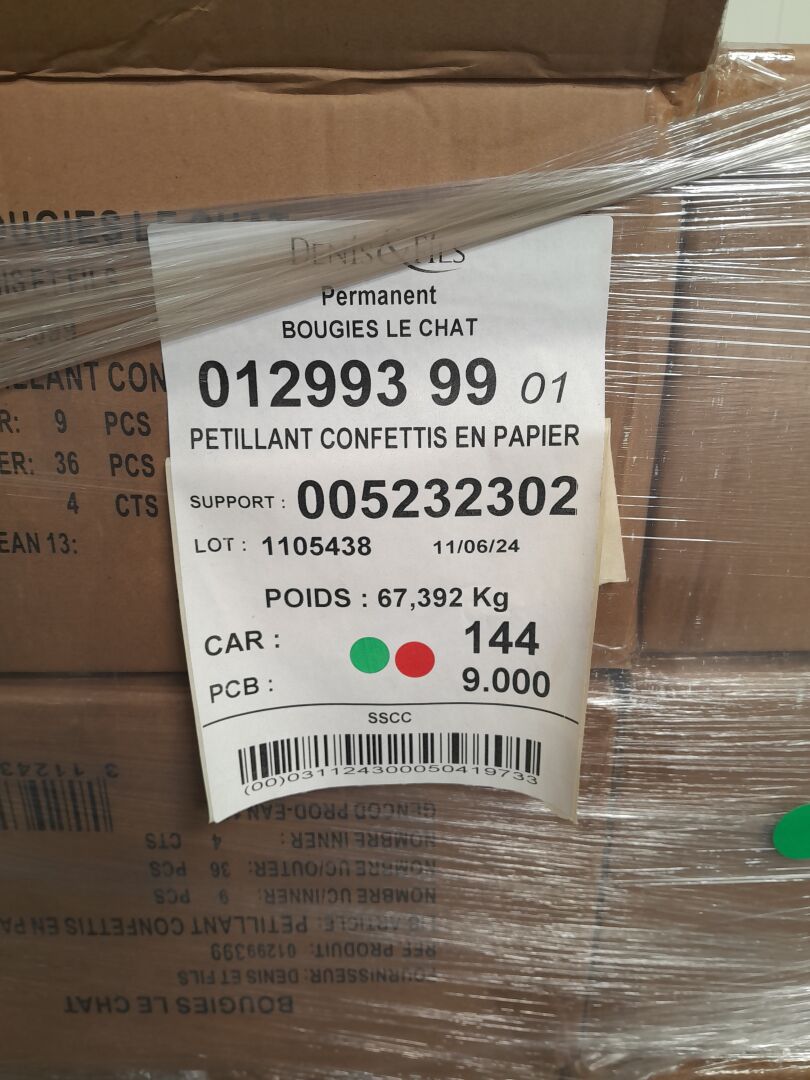 BOUGIES LE CHAT
DENIS & FILS
Permanent
BOUGIES LE CHAT
012993 99 01
PETILLANT CONFETTIS EN PAPIER
SUPPORT : 005232302
LOT : 1105438 11/06/24
POIDS : 67,392 Kg
CAR : 144
PCB : 9.000
SSCC
(00)031124300050419733
LLANT CON
R: 9 PCS
ER: 36 PCS
4 CTS
EAN 13:
3 11243
GENCOD PROD-EAN
NOMBRE INNER: 4 CTS
NOMBRE UC/OUTER: 36 PCS
NOMBRE UC/INNER: 9 PCS
LIB ARTICLE: PETILLANT CONFETTIS EN PA
REF. PRODUIT: 01299399
FOURNISSEUR: DENIS ET FILS
BOUGIES LE CHAT